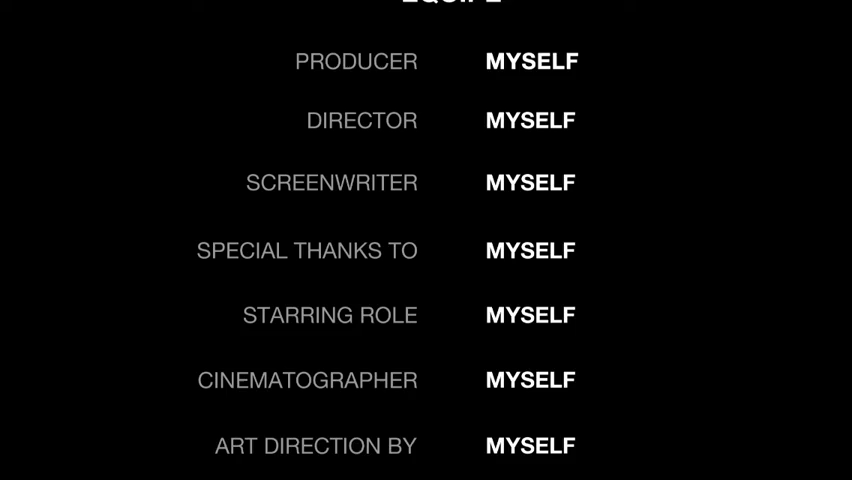 PRODUCER MYSELF
DIRECTOR MYSELF
SCREENWRITER MYSELF
SPECIAL THANKS TO MYSELF
STARRING ROLE MYSELF
CINEMATOGRAPHER MYSELF
ART DIRECTION BY MYSELF